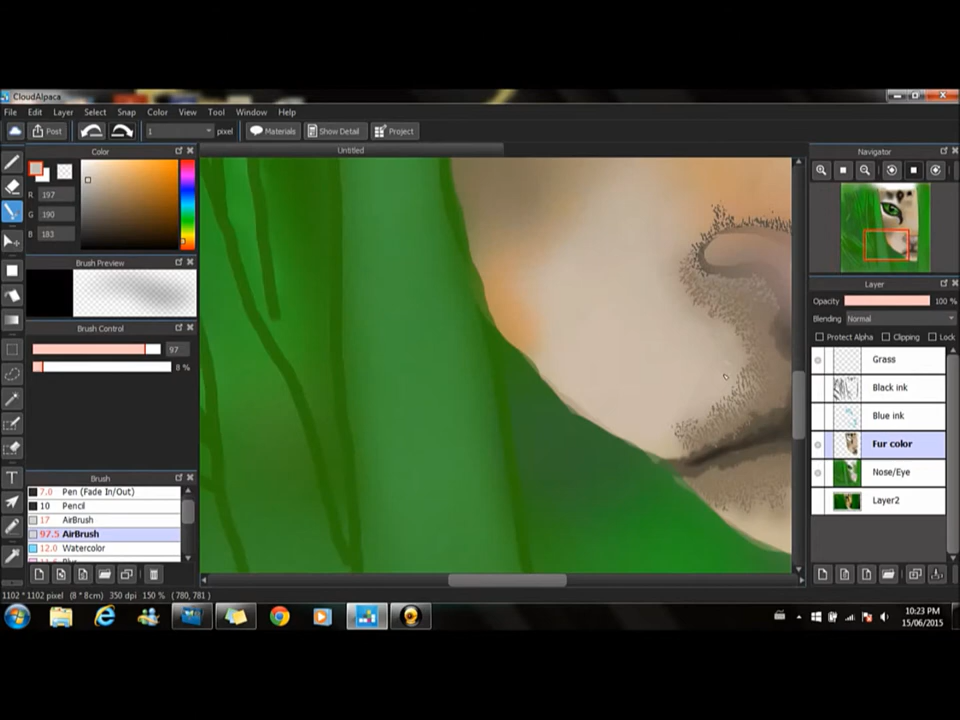 CloudAlpaca
File Edit Layer Select Snap Color View Tool Window Help
Post 1 pixel Materials Show Detail Project
Color
Untitled
Navigator
R 197
G 190
B 183
Brush Preview
Layer
Opacity 100 %
Blending Normal
Protect Alpha Clipping Lock
Brush Control
97
8 %
Grass
Black ink
Blue ink
Fur color
Nose/Eye
Layer2
Brush
7.0 Pen (Fade In/Out)
10 Pencil
17 AirBrush
97.5 AirBrush
12.0 Watercolor
1102 * 1102 pixel (8 * 8cm) 350 dpi 150 % (780, 781)
10:23 PM
15/06/2015